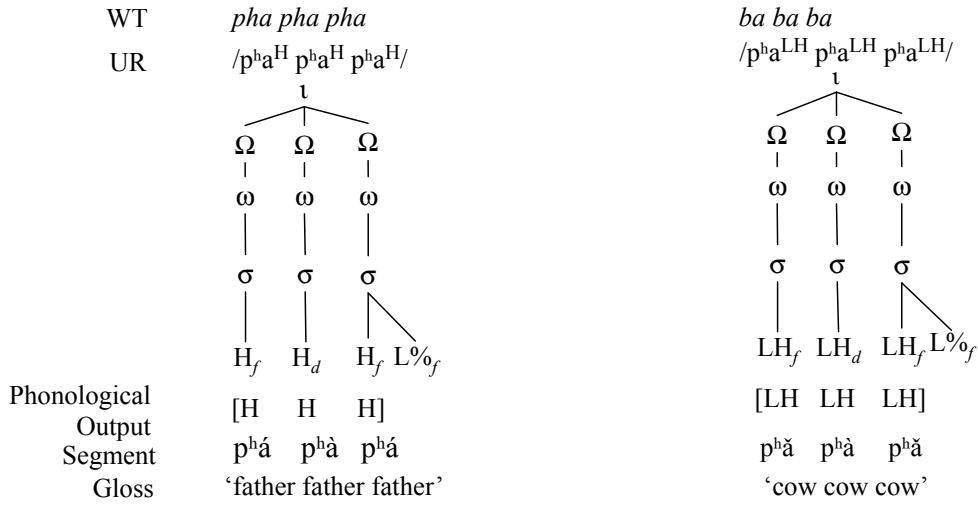 WT pha pha pha ba ba ba
UR /pʰaᴴ pʰaᴴ pʰaᴴ/ /pʰaᴸᴴ pʰaᴸᴴ pʰaᴸᴴ/
ι ι
Ω Ω Ω Ω Ω Ω
ω ω ω ω ω ω
σ σ σ σ σ σ
H_f H_d H_f L%_f LH_f LH_d LH_f L%_f
Phonological
Output [H H H] [LH LH LH]
Segment pʰá pʰà pʰá pʰǎ pʰà pʰǎ
Gloss ‘father father father’ ‘cow cow cow’